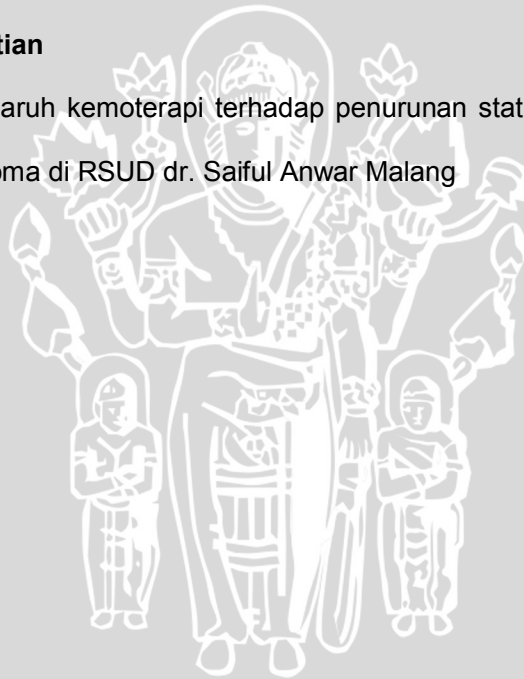 tian
aruh kemoterapi terhadap penurunan stat
oma di RSUD dr. Saiful Anwar Malang